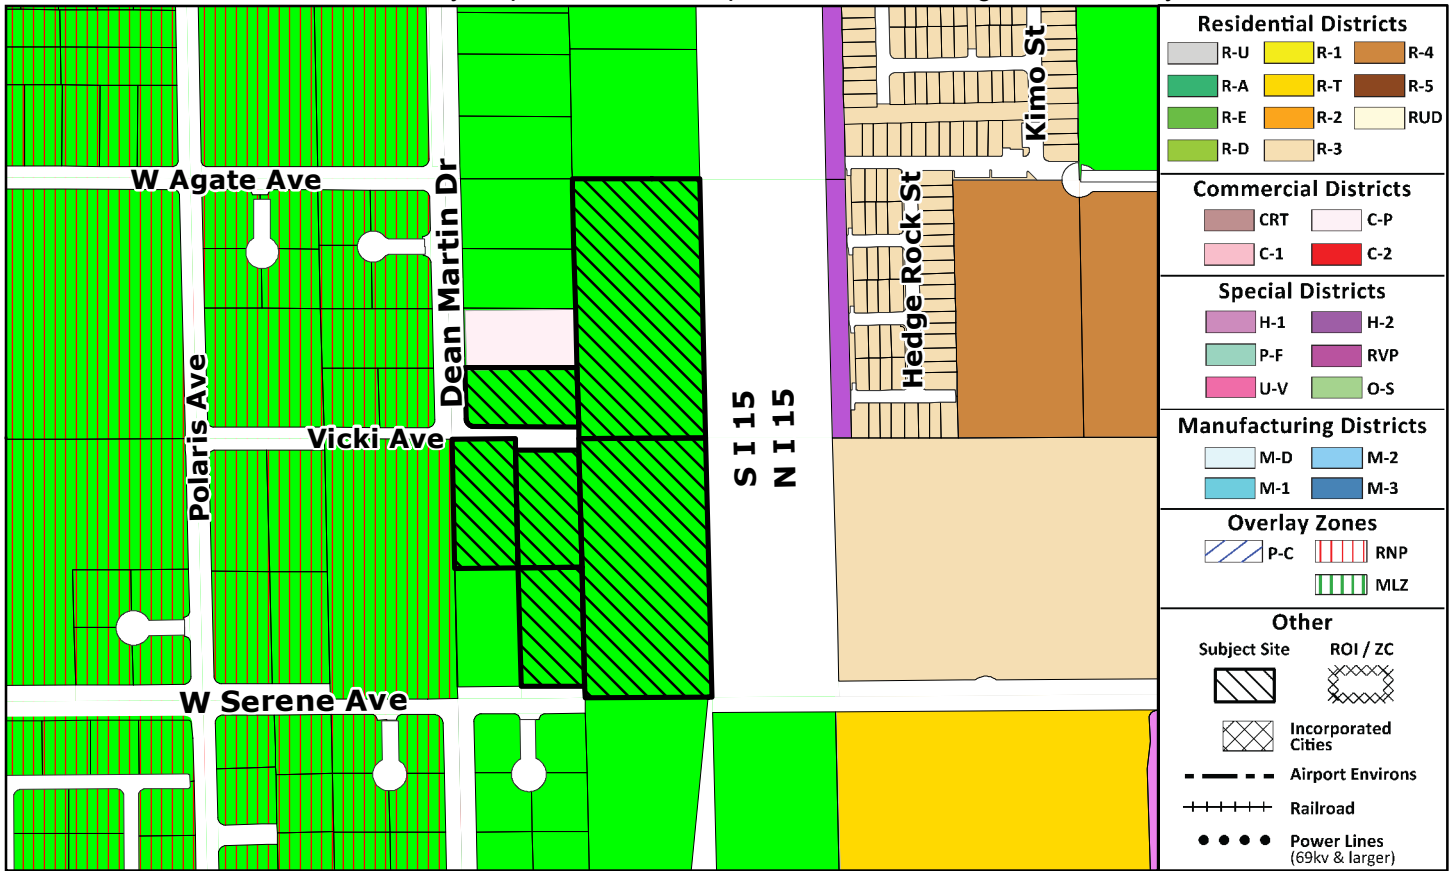 Kimo St
W Agate Ave
Dean Martin Dr
Hedge Rock St
Polaris Ave
Vicki Ave
S I 15
N I 15
W Serene Ave
Residential Districts
R-U
R-1
R-4
R-A
R-T
R-5
R-E
R-2
RUD
R-D
R-3
Commercial Districts
CRT
C-P
C-1
C-2
Special Districts
H-1
H-2
P-F
RVP
U-V
O-S
Manufacturing Districts
M-D
M-2
M-1
M-3
Overlay Zones
P-C
RNP
MLZ
Other
Subject Site
ROI / ZC
Incorporated
Cities
Airport Environs
Railroad
Power Lines
(69kv & larger)